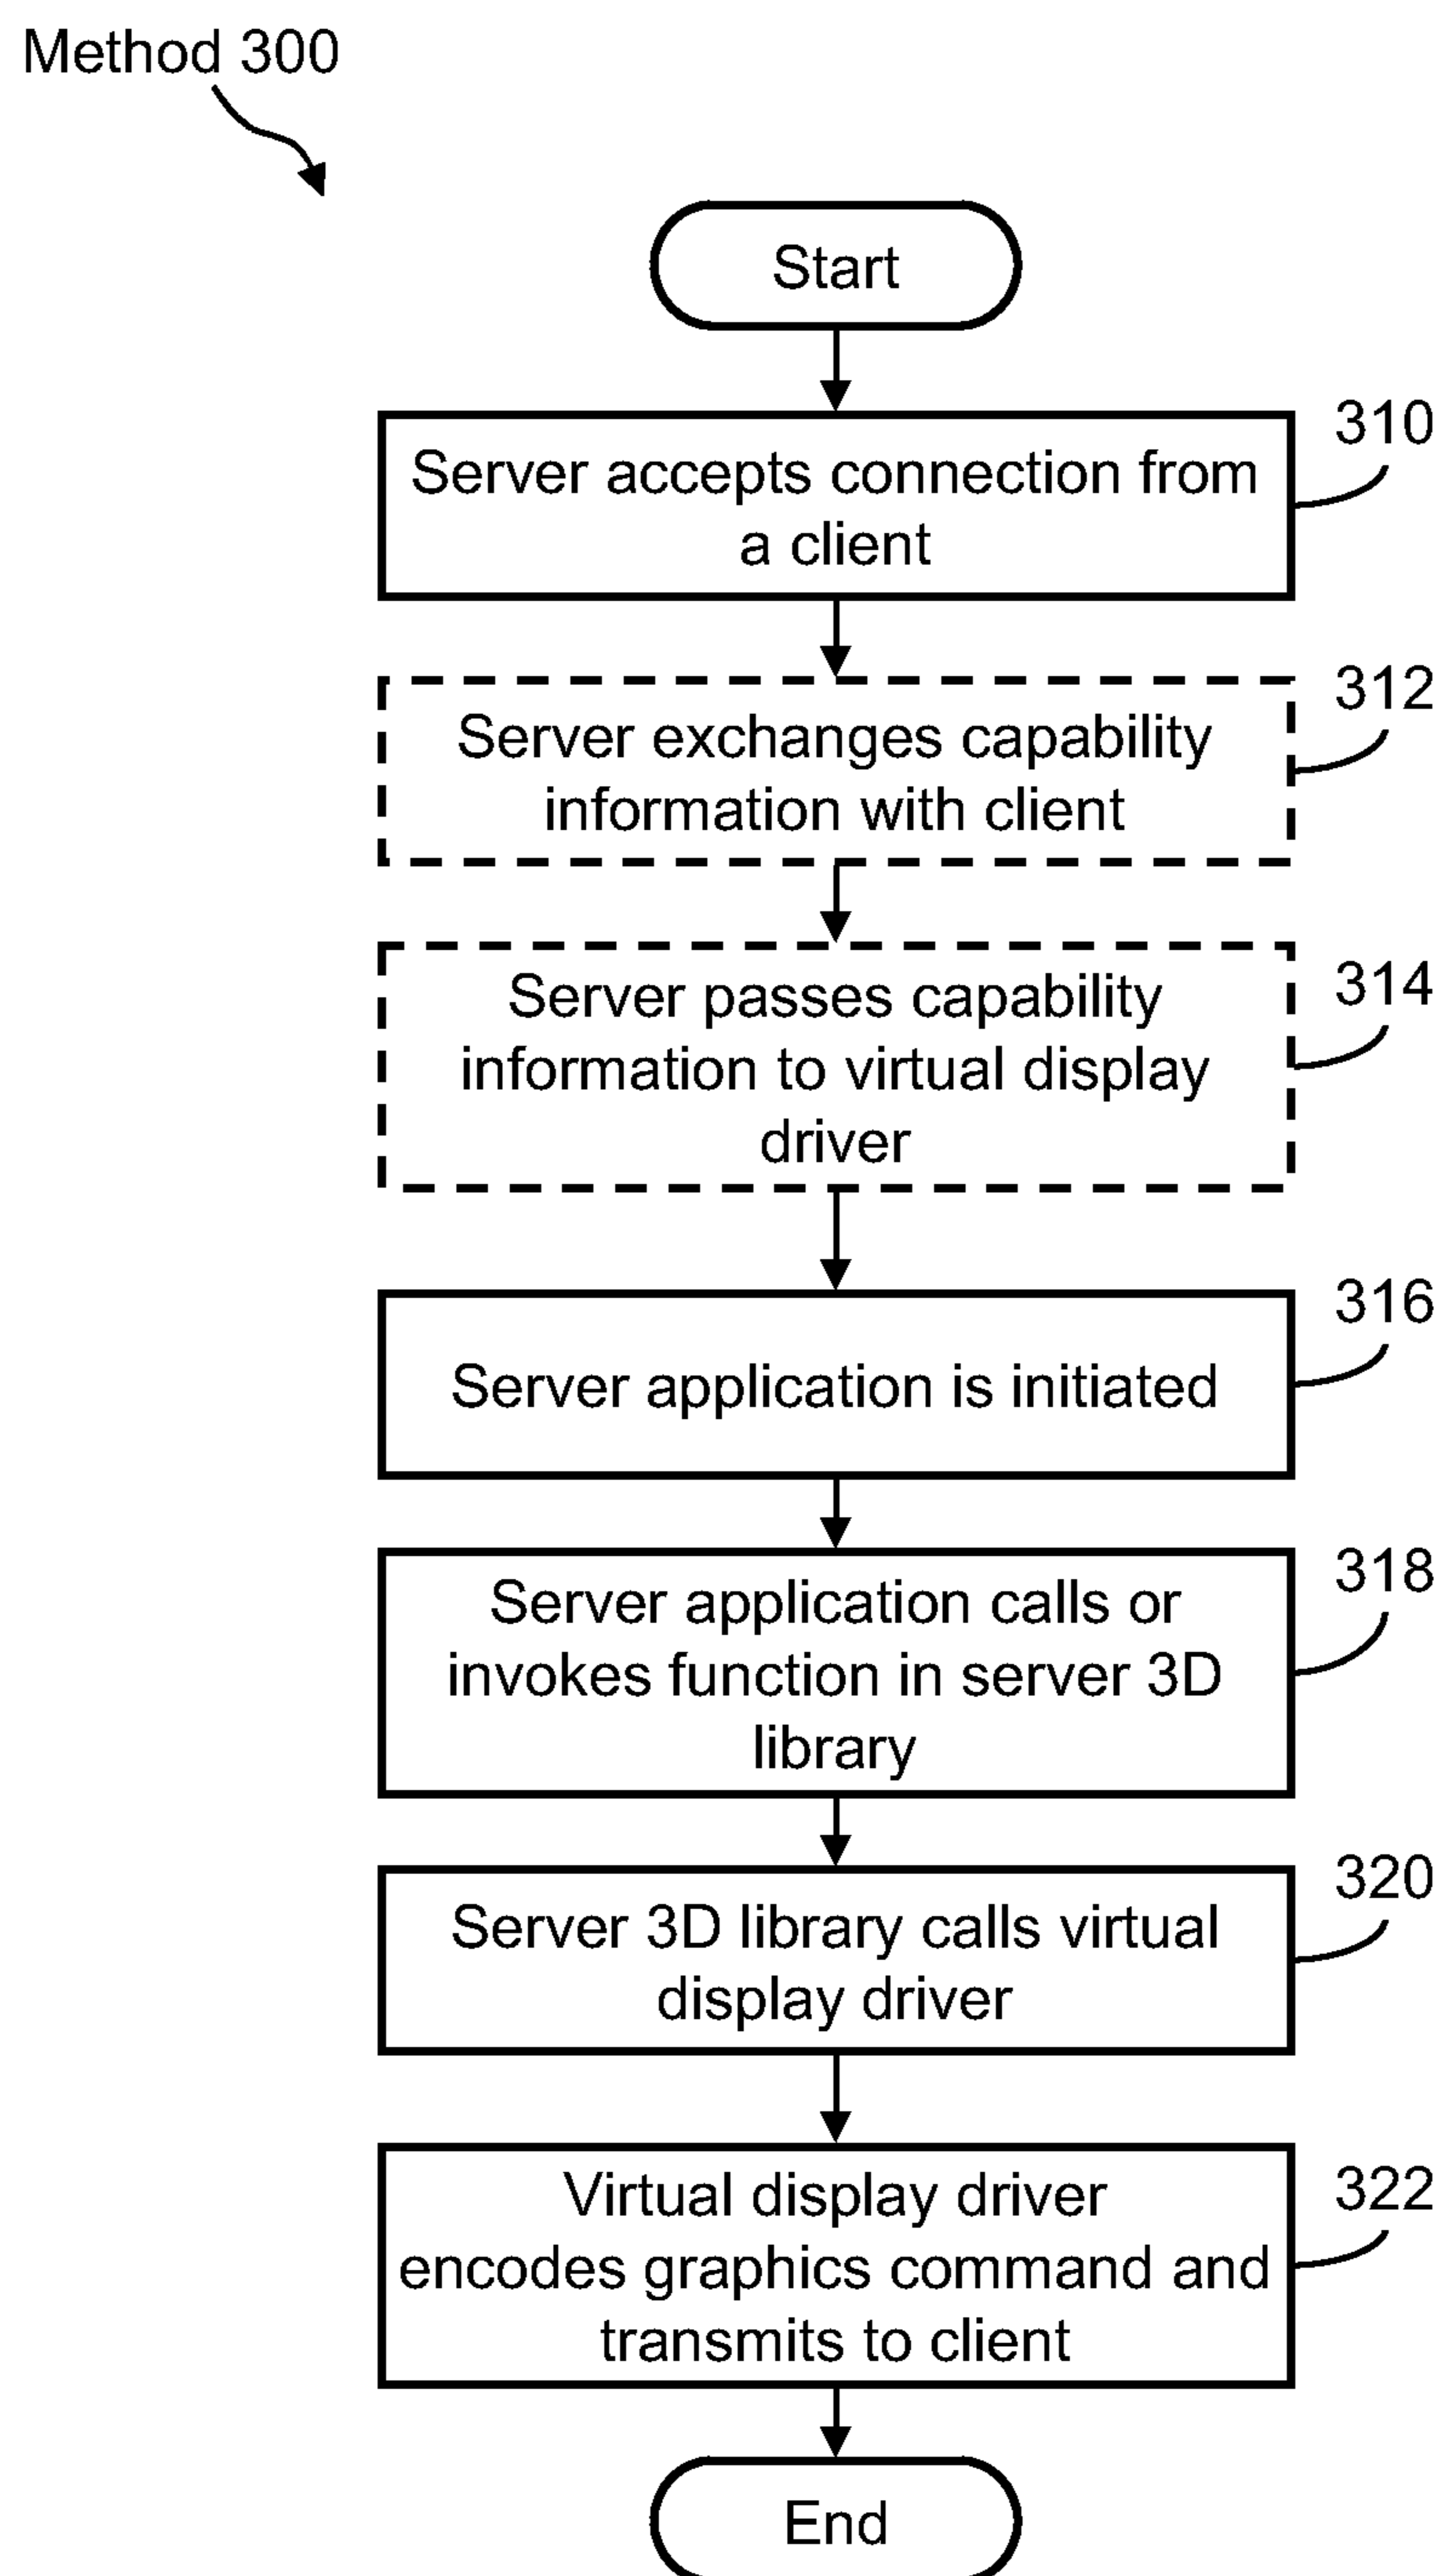 Method 300
Start
310
Server accepts connection from
a client
312
Server exchanges capability
information with client
314
Server passes capability
information to virtual display
driver
316
Server application is initiated
318
Server application calls or
invokes function in server 3D
library
320
Server 3D library calls virtual
display driver
322
Virtual display driver
encodes graphics command and
transmits to client
End